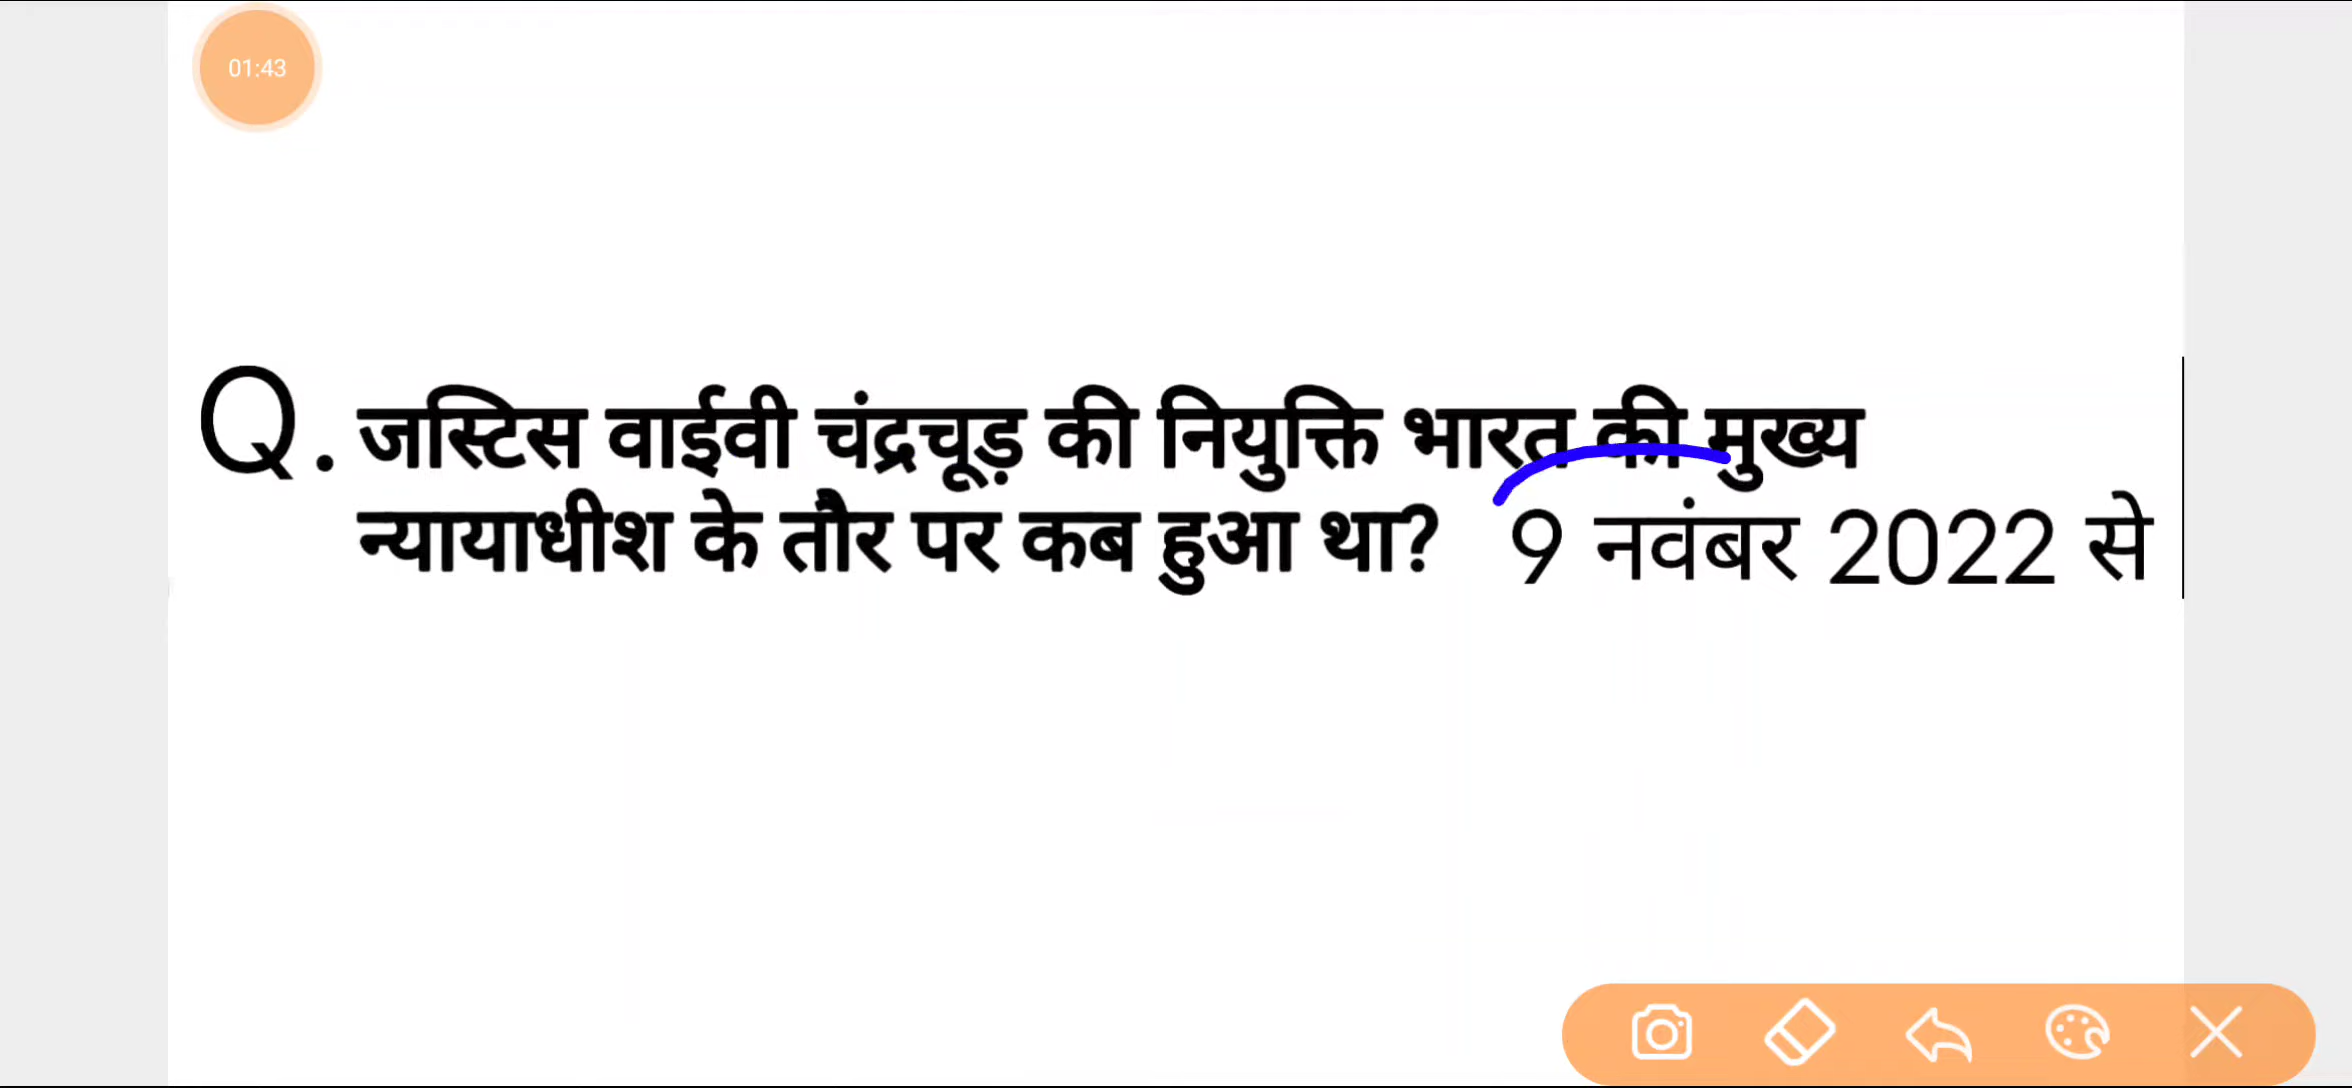 01:43
Q. जस्टिस वाईवी चंद्रचूड़ की नियुक्ति भारत की मुख्य
न्यायाधीश के तौर पर कब हुआ था? 9 नवंबर 2022 से